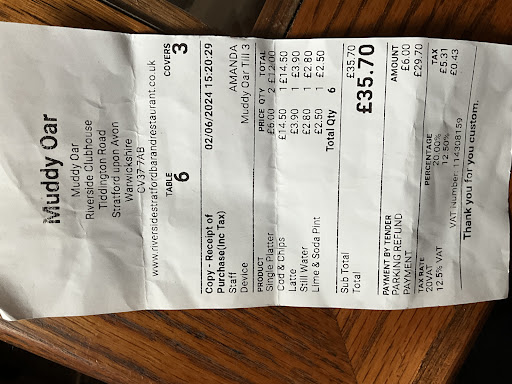 Muddy Oar
Muddy Oar
Riverside Clubhouse
Tiddington Road
Stratford upon Avon
Warwickshire
CV37-7AB
www.riversidestratfordbarandrestaurant.co.uk
TABLE COVERS
6 3
Copy - Receipt of 02/06/2024 15:20:29
Purchase(Inc Tax)
Staff AMANDA
Device Muddy Oar Till 3
PRODUCT PRICE QTY TOTAL
Single Platter £6.00 2 £12.00
Cod & Chips £14.50 1 £14.50
Latte £3.90 1 £3.90
Still Water £2.80 1 £2.80
Lime & Soda Pint £2.50 1 £2.50
Total Qty 6
Sub Total £35.70
Total £35.70
PAYMENT BY TENDER AMOUNT
PARKING REFUND £6.00
PAYMENT £29.70
TAX RATE PERCENTAGE TAX
20VAT 20.00% £5.31
12.5% VAT 12.50% £0.43
VAT Number: 114308159
Thank you for you custom.